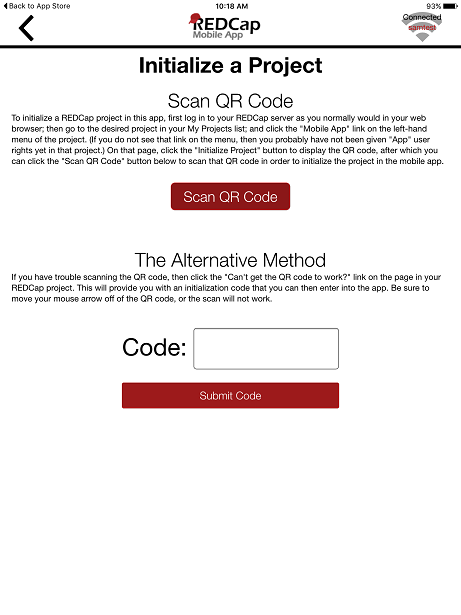 Back to App Store 10:18 AM 93%
REDCap
Mobile App
Connected
samtest
Initialize a Project
Scan QR Code
To initialize a REDCap project in this app, first log in to your REDCap server as you normally would in your web
browser; then go to the desired project in your My Projects list; and click the "Mobile App" link on the left-hand
menu of the project. (If you do not see that link on the menu, then you probably have not been given "App" user
rights yet in that project.) On that page, click the "Initialize Project" button to display the QR code, after which you
can click the "Scan QR Code" button below to scan that QR code in order to initialize the project in the mobile app.
Scan QR Code
The Alternative Method
If you have trouble scanning the QR code, then click the "Can't get the QR code to work?" link on the page in your
REDCap project. This will provide you with an initialization code that you can then enter into the app. Be sure to
move your mouse arrow off of the QR code, or the scan will not work.
Code:
Submit Code